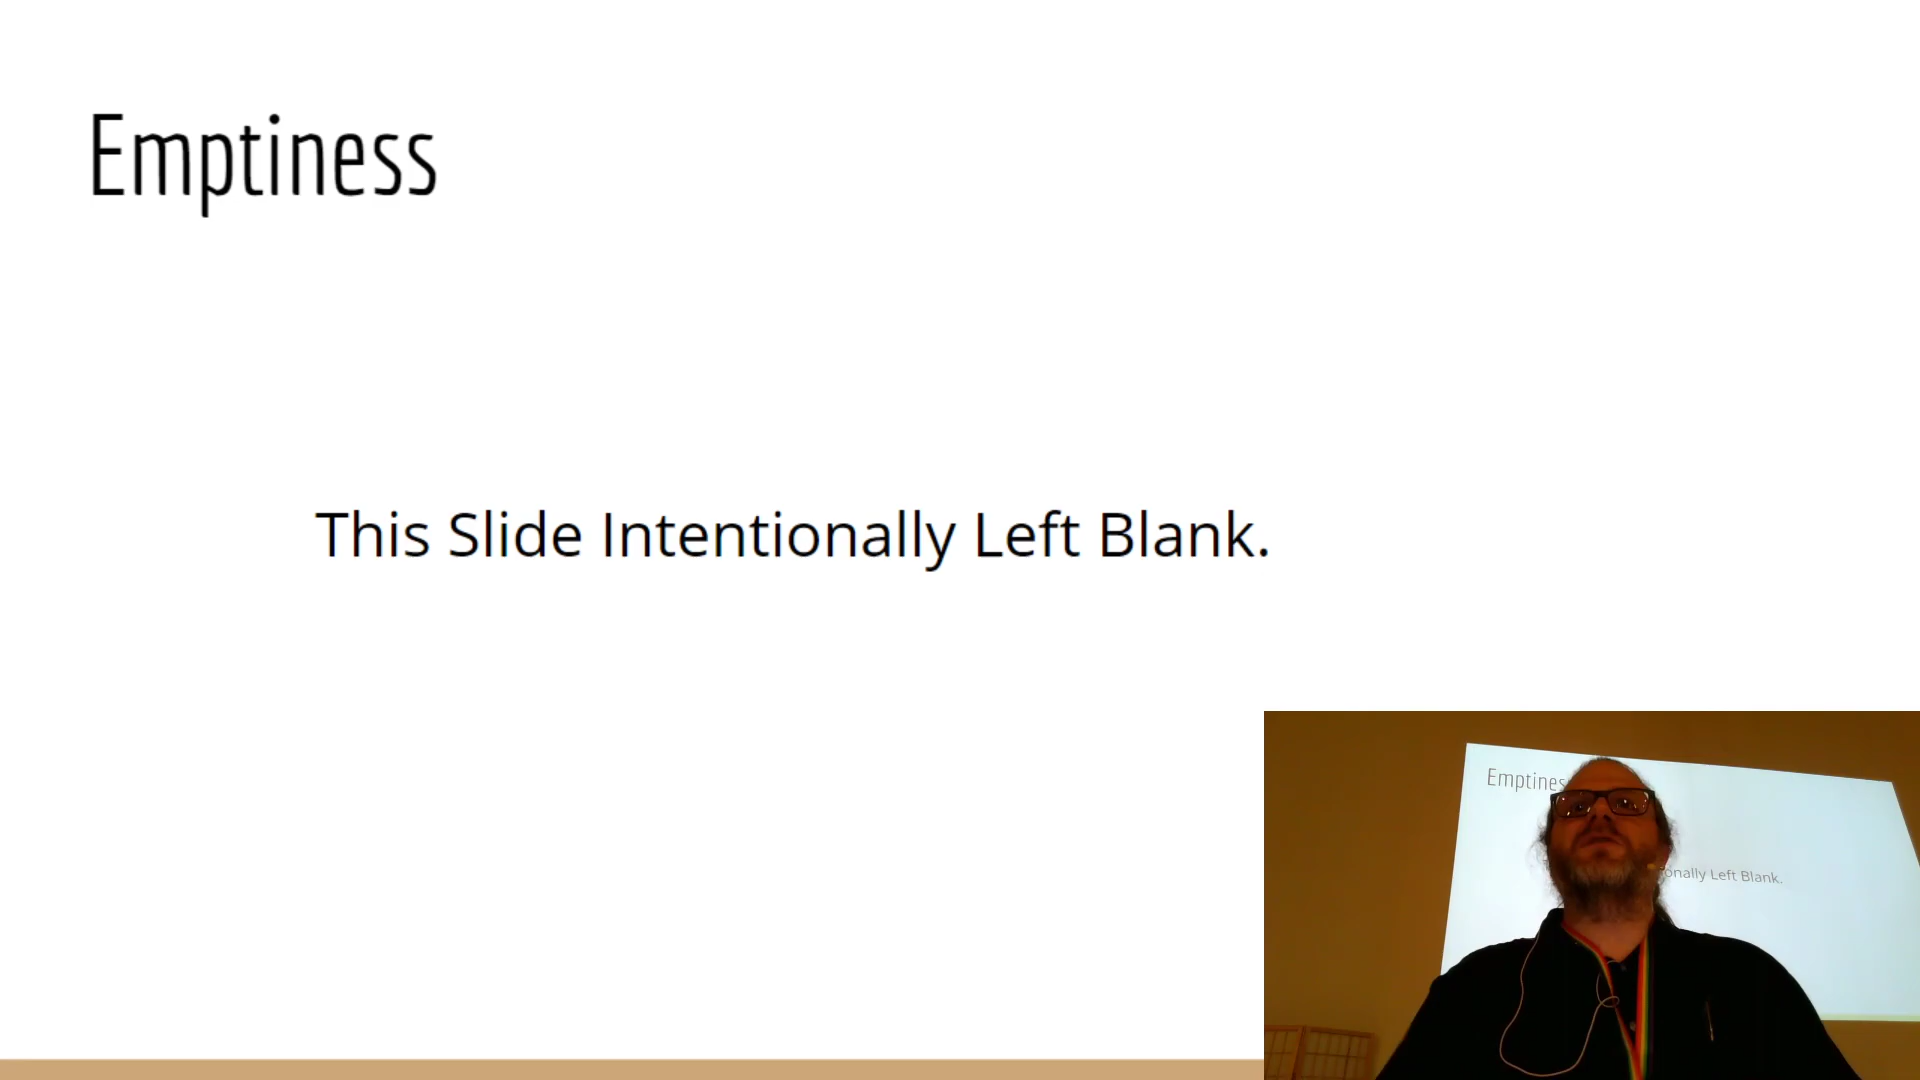 Emptiness
This Slide Intentionally Left Blank.
Emptines
onally Left Blank.